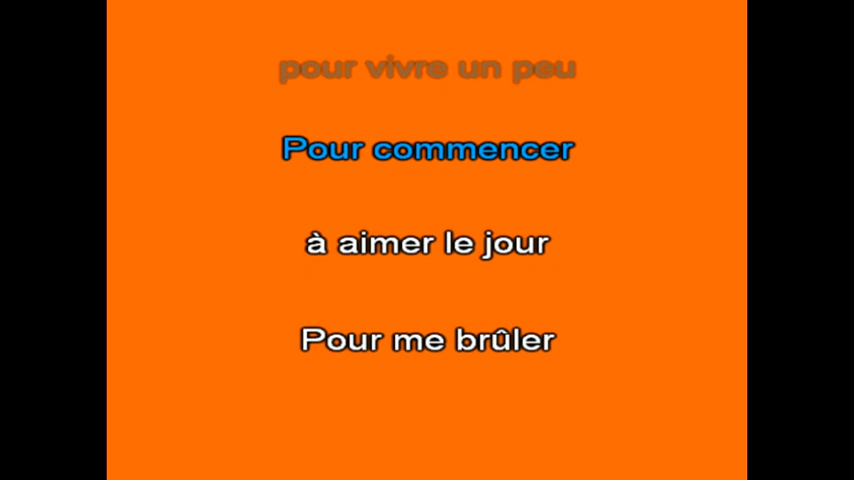 pour vivre un peu
Pour commencer
à aimer le jour
Pour me brûler